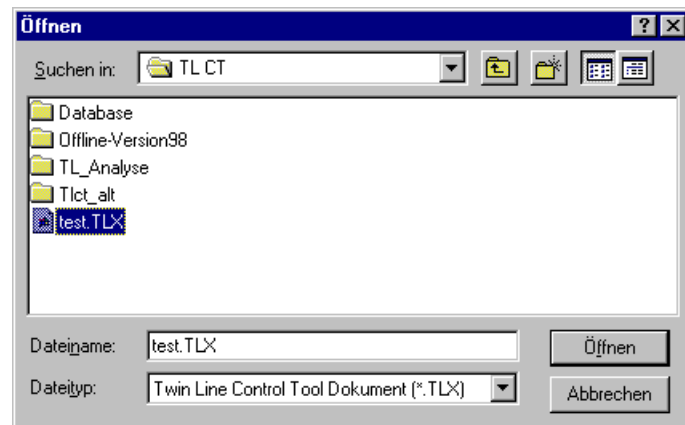 Öffnen
Suchen in: TL CT
Database
Offline-Version98
TL_Analyse
Tlct_alt
test.TLX
Dateiname: test.TLX Öffnen
Dateityp: Twin Line Control Tool Dokument (*.TLX) Abbrechen